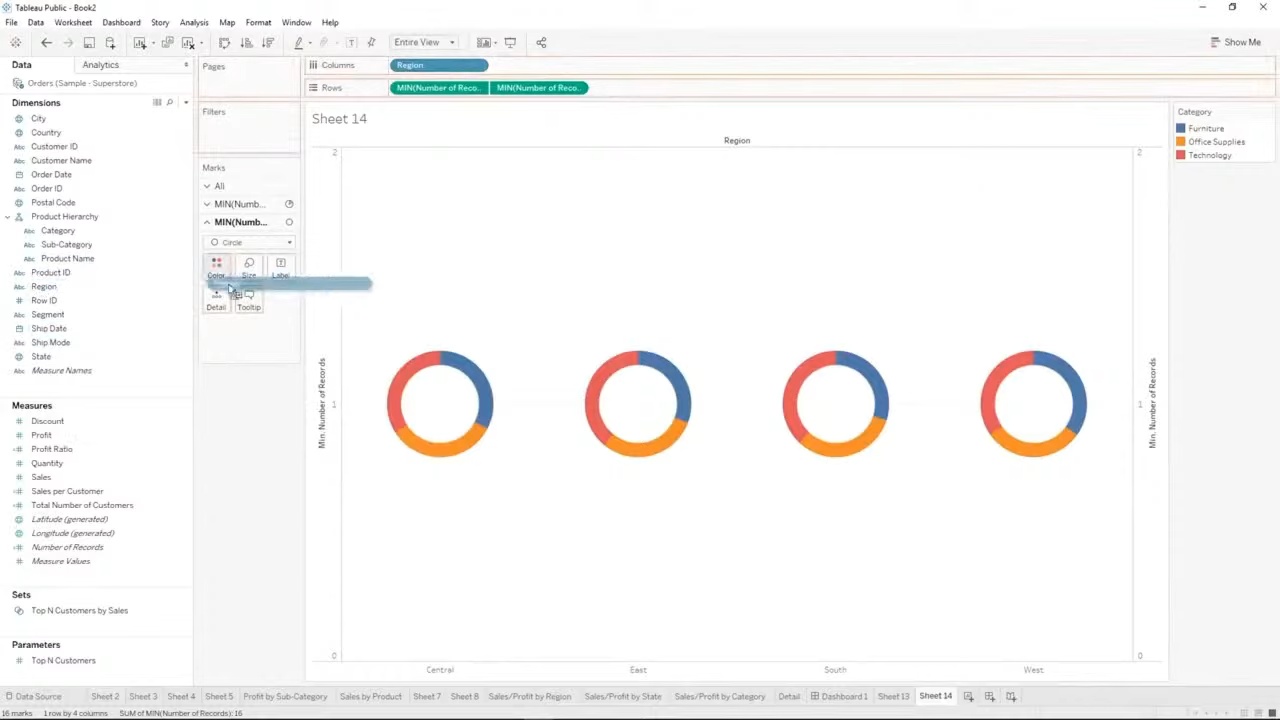 Tableau Public - Book2
File Data Worksheet Dashboard Story Analysis Map Format Window Help
Entire View
Show Me
Data
Analytics
Orders (Sample - Superstore)
Dimensions
City
Country
Customer ID
Customer Name
Order Date
Order ID
Postal Code
Product Hierarchy
Category
Sub-Category
Product Name
Product ID
Region
Row ID
Segment
Ship Date
Ship Mode
State
Measure Names
Measures
Discount
Profit
Profit Ratio
Quantity
Sales
Sales per Customer
Total Number of Customers
Latitude (generated)
Longitude (generated)
Number of Records
Measure Values
Sets
Top N Customers by Sales
Parameters
Top N Customers
Pages
Filters
Marks
All
MIN(Numb...
MIN(Numb...
Circle
Color Size Label
Detail Tooltip
Columns
Region
Rows
MIN(Number of Reco.. MIN(Number of Reco..
Sheet 14
Region
2
1
0
Min. Number of Records
Central East South West
2
1
0
Min. Number of Records
Category
Furniture
Office Supplies
Technology
Data Source Sheet 2 Sheet 3 Sheet 4 Sheet 5 Profit by Sub-Category Sales by Product Sheet 7 Sheet 8 Sales/Profit by Region Sales/Profit by State Sales/Profit by Category Detail Dashboard 1 Sheet 13 Sheet 14
16 marks 1 row by 4 columns SUM of MIN(Number of Records): 16